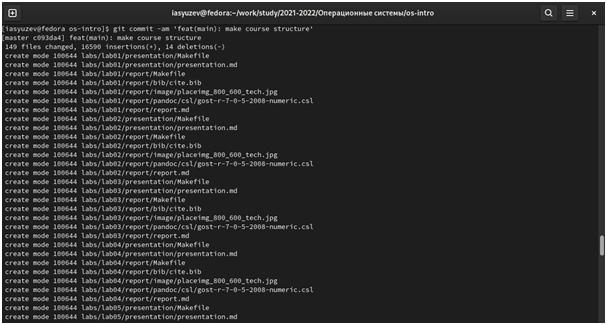 iasyuzev@fedora:~/work/study/2021-2022/Операционные системы/os-intro
[iasyuzev@fedora os-intro]$ git commit -am 'feat(main): make course structure'
[master c093da4] feat(main): make course structure
149 files changed, 16590 insertions(+), 14 deletions(-)
create mode 100644 labs/lab01/presentation/Makefile
create mode 100644 labs/lab01/presentation/presentation.md
create mode 100644 labs/lab01/report/Makefile
create mode 100644 labs/lab01/report/bib/cite.bib
create mode 100644 labs/lab01/report/image/placeimg_800_600_tech.jpg
create mode 100644 labs/lab01/report/pandoc/csl/gost-r-7-0-5-2008-numeric.csl
create mode 100644 labs/lab01/report/report.md
create mode 100644 labs/lab02/presentation/Makefile
create mode 100644 labs/lab02/presentation/presentation.md
create mode 100644 labs/lab02/report/Makefile
create mode 100644 labs/lab02/report/bib/cite.bib
create mode 100644 labs/lab02/report/image/placeimg_800_600_tech.jpg
create mode 100644 labs/lab02/report/pandoc/csl/gost-r-7-0-5-2008-numeric.csl
create mode 100644 labs/lab02/report/report.md
create mode 100644 labs/lab03/presentation/Makefile
create mode 100644 labs/lab03/presentation/presentation.md
create mode 100644 labs/lab03/report/Makefile
create mode 100644 labs/lab03/report/bib/cite.bib
create mode 100644 labs/lab03/report/image/placeimg_800_600_tech.jpg
create mode 100644 labs/lab03/report/pandoc/csl/gost-r-7-0-5-2008-numeric.csl
create mode 100644 labs/lab03/report/report.md
create mode 100644 labs/lab04/presentation/Makefile
create mode 100644 labs/lab04/presentation/presentation.md
create mode 100644 labs/lab04/report/Makefile
create mode 100644 labs/lab04/report/bib/cite.bib
create mode 100644 labs/lab04/report/image/placeimg_800_600_tech.jpg
create mode 100644 labs/lab04/report/pandoc/csl/gost-r-7-0-5-2008-numeric.csl
create mode 100644 labs/lab04/report/report.md
create mode 100644 labs/lab05/presentation/Makefile
create mode 100644 labs/lab05/presentation/presentation.md